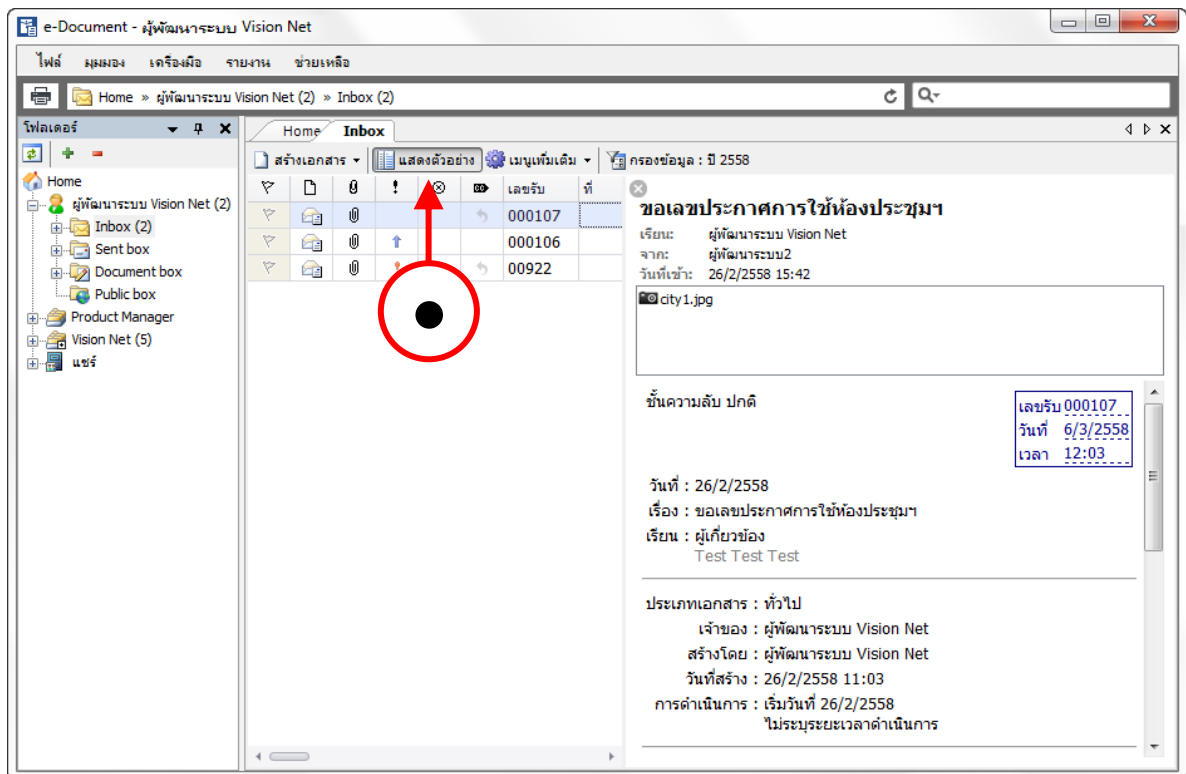 e-Document - ผู้พัฒนาระบบ Vision Net
ไฟล์ มุมมอง เครื่องมือ รายงาน ช่วยเหลือ
Home » ผู้พัฒนาระบบ Vision Net (2) » Inbox (2)
โฟลเดอร์
Home
ผู้พัฒนาระบบ Vision Net (2)
Inbox (2)
Sent box
Document box
Public box
Product Manager
Vision Net (5)
แชร์
Home Inbox
สร้างเอกสาร แสดงตัวอย่าง เมนูเพิ่มเติม กรองข้อมูล : ปี 2558
เลขรับ ที่
000107
000106
00922
ขอเลขประกาศการใช้ห้องประชุมฯ
เรียน: ผู้พัฒนาระบบ Vision Net
จาก: ผู้พัฒนาระบบ2
วันที่เข้า: 26/2/2558 15:42
city1.jpg
ชั้นความลับ ปกติ
เลขรับ 000107
วันที่ 6/3/2558
เวลา 12:03
วันที่ : 26/2/2558
เรื่อง : ขอเลขประกาศการใช้ห้องประชุมฯ
เรียน : ผู้เกี่ยวข้อง
Test Test Test
ประเภทเอกสาร : ทั่วไป
เจ้าของ : ผู้พัฒนาระบบ Vision Net
สร้างโดย : ผู้พัฒนาระบบ Vision Net
วันที่สร้าง : 26/2/2558 11:03
การดำเนินการ : เริ่มวันที่ 26/2/2558
ไม่ระบุระยะเวลาดำเนินการ